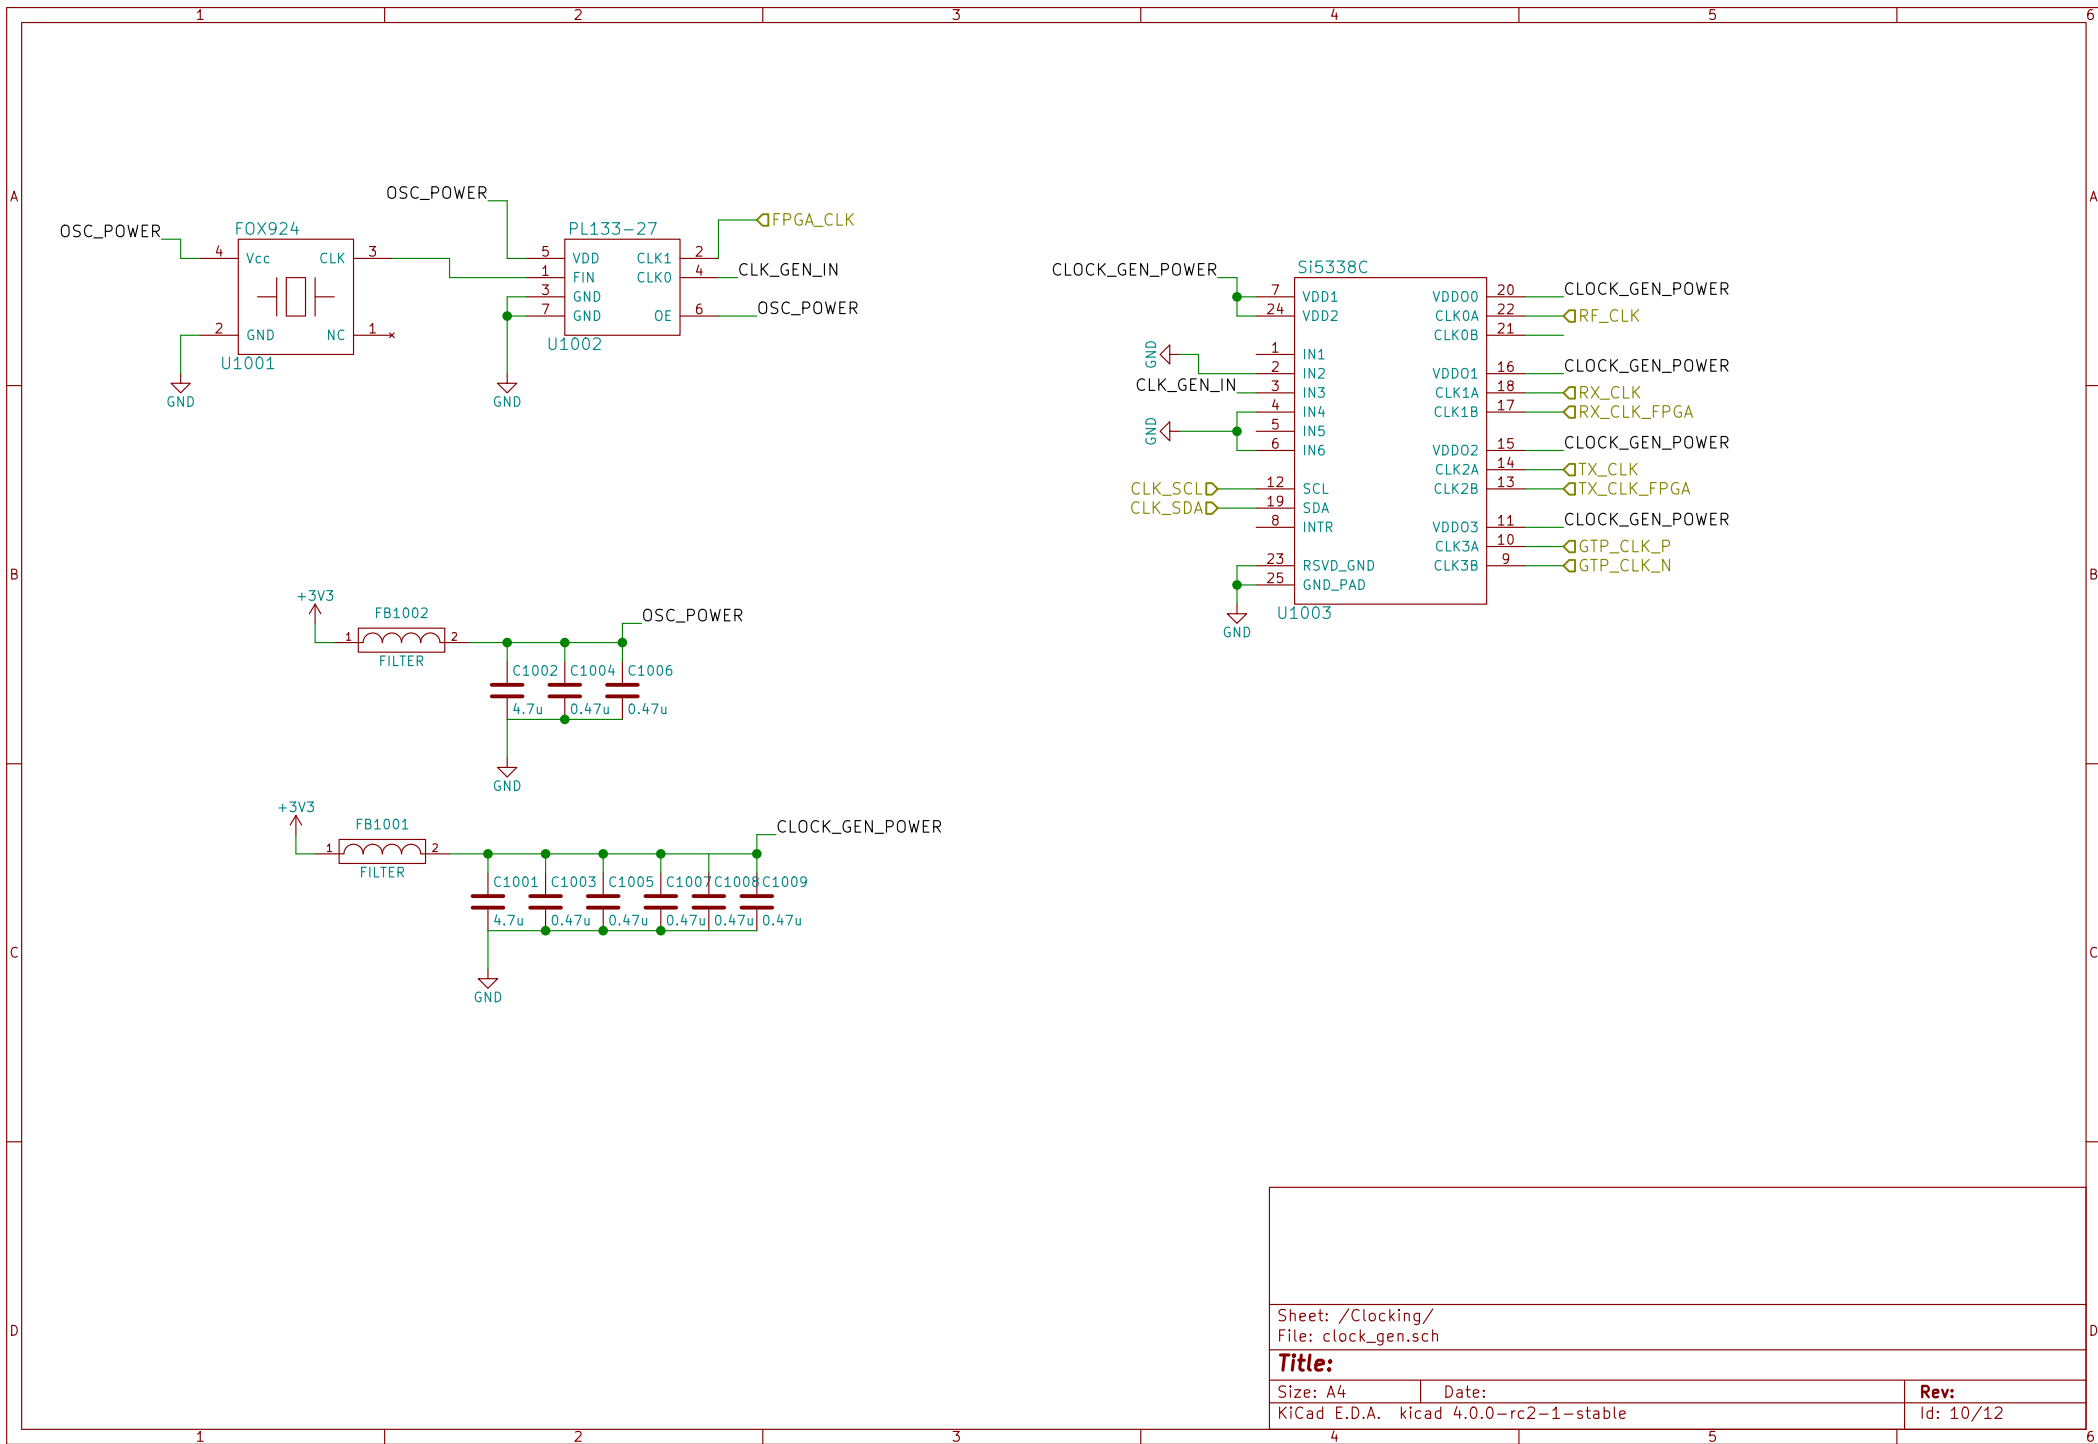 1 2 3 4 5 6
A
OSC_POWER
FOX924
4 Vcc CLK 3
2 GND NC 1
U1001
GND
OSC_POWER
PL133-27
5 VDD CLK1 2
FPGA_CLK
1 FIN CLK0 4
CLK_GEN_IN
3 GND
7 GND OE 6
OSC_POWER
U1002
GND
CLOCK_GEN_POWER
Si5338C
7 VDD1 VDDO0 20 CLOCK_GEN_POWER
24 VDD2 CLK0A 22 RF_CLK
CLK0B 21
GND
1 IN1
2 IN2 VDDO1 16 CLOCK_GEN_POWER
CLK_GEN_IN 3 IN3 CLK1A 18 RX_CLK
4 IN4 CLK1B 17 RX_CLK_FPGA
GND 5 IN5
6 IN6 VDDO2 15 CLOCK_GEN_POWER
CLK2A 14 TX_CLK
CLK_SCL 12 SCL CLK2B 13 TX_CLK_FPGA
CLK_SDA 19 SDA
8 INTR VDDO3 11 CLOCK_GEN_POWER
CLK3A 10 GTP_CLK_P
23 RSVD_GND CLK3B 9 GTP_CLK_N
25 GND_PAD
U1003
GND
A
B
+3V3
FB1002
1 2
FILTER
OSC_POWER
C1002 C1004 C1006
4.7u 0.47u 0.47u
GND
B
+3V3
FB1001
1 2
FILTER
CLOCK_GEN_POWER
C1001 C1003 C1005 C1007 C1008 C1009
4.7u 0.47u 0.47u 0.47u 0.47u 0.47u
GND
C
C
D
Sheet: /Clocking/
File: clock_gen.sch
Title:
Size: A4 Date: Rev:
KiCad E.D.A. kicad 4.0.0-rc2-1-stable Id: 10/12
D
1 2 3 4 5 6